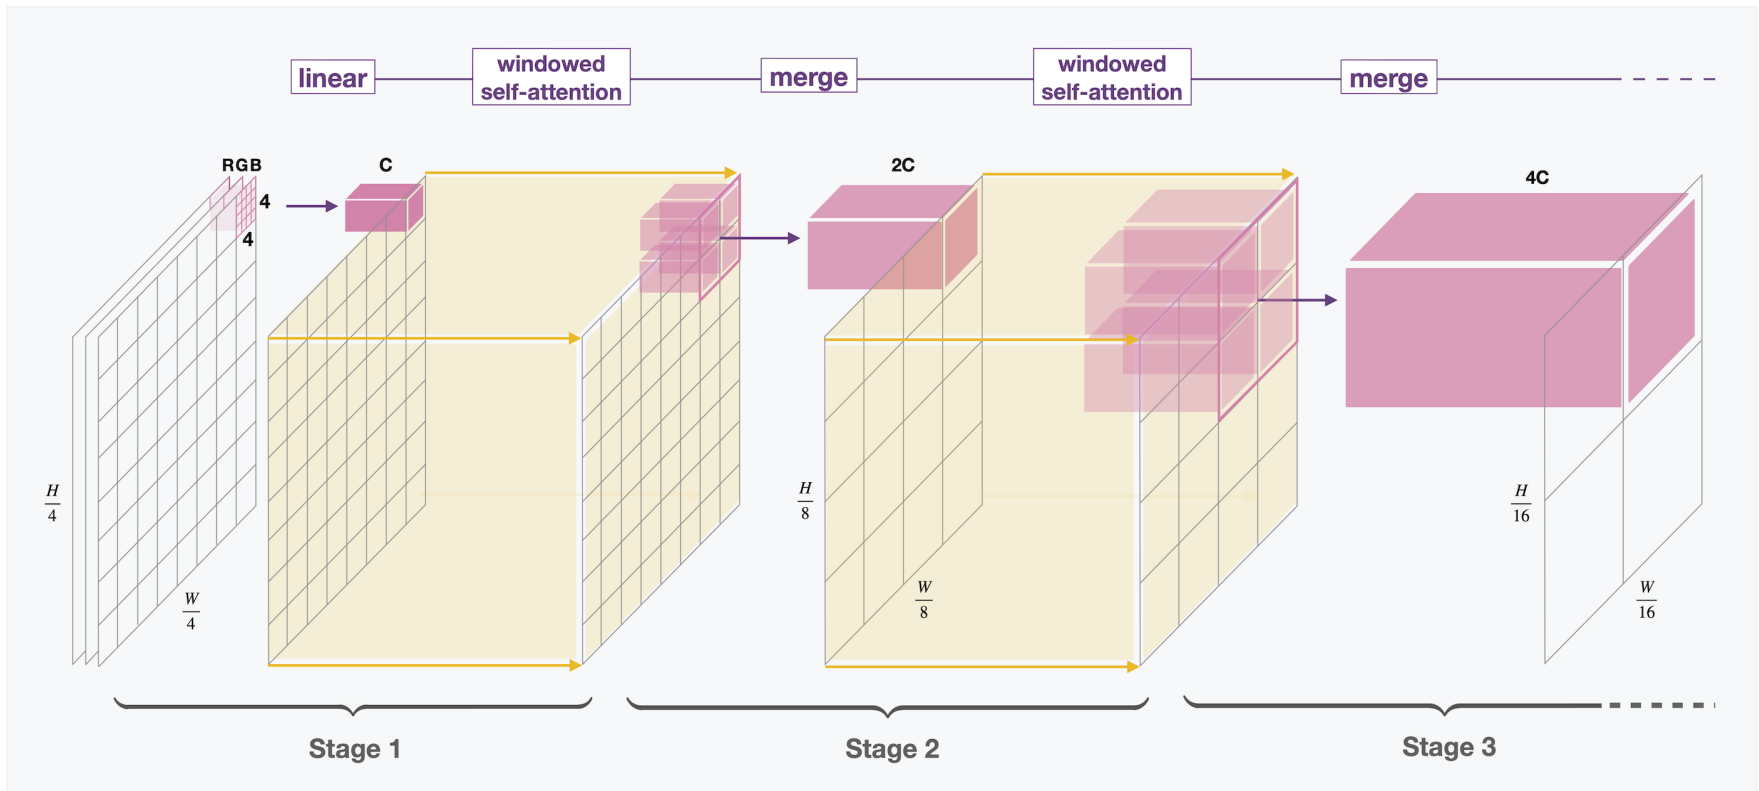 linear
windowed
self-attention
merge
windowed
self-attention
merge
RGB
4
4
C
2C
4C
H
4
W
4
H
8
W
8
H
16
W
16
Stage 1
Stage 2
Stage 3